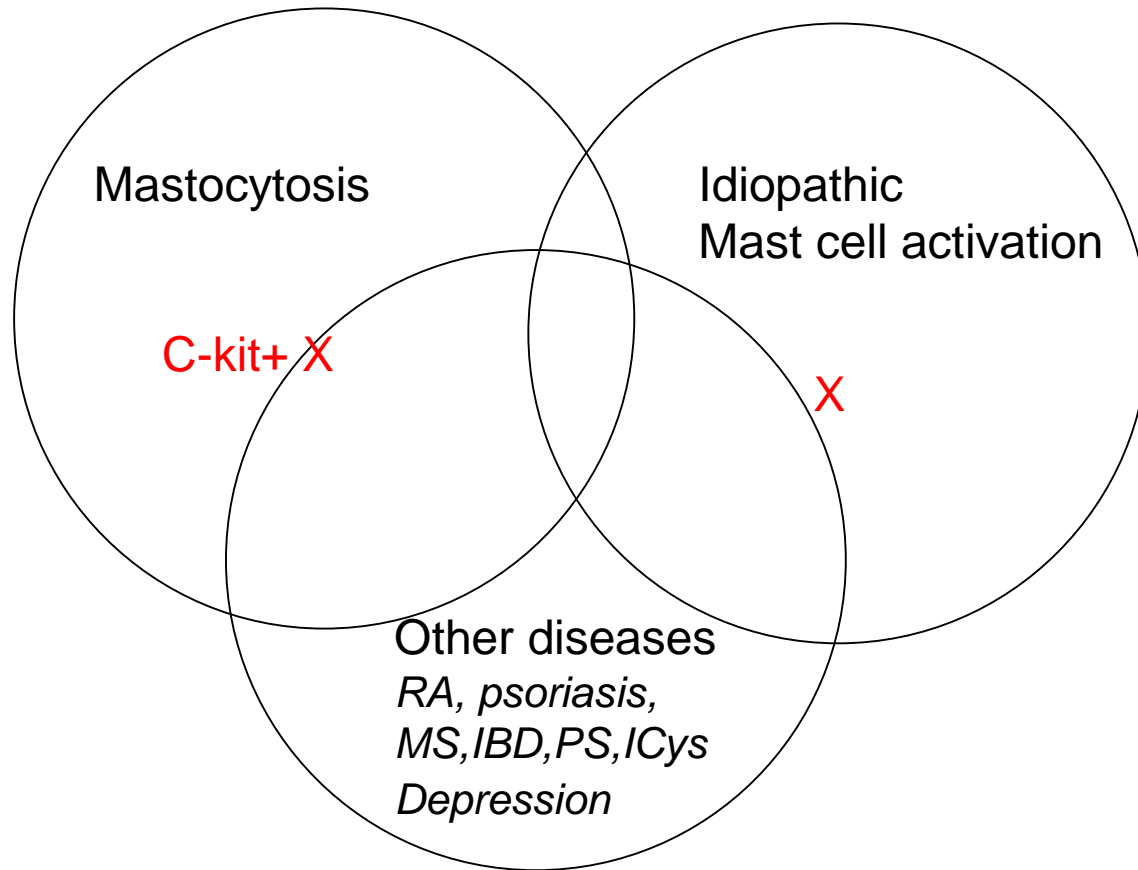 Mastocytosis
Idiopathic
Mast cell activation
C-kit+ X
X
Other diseases
RA, psoriasis,
MS,IBD,PS,ICys
Depression